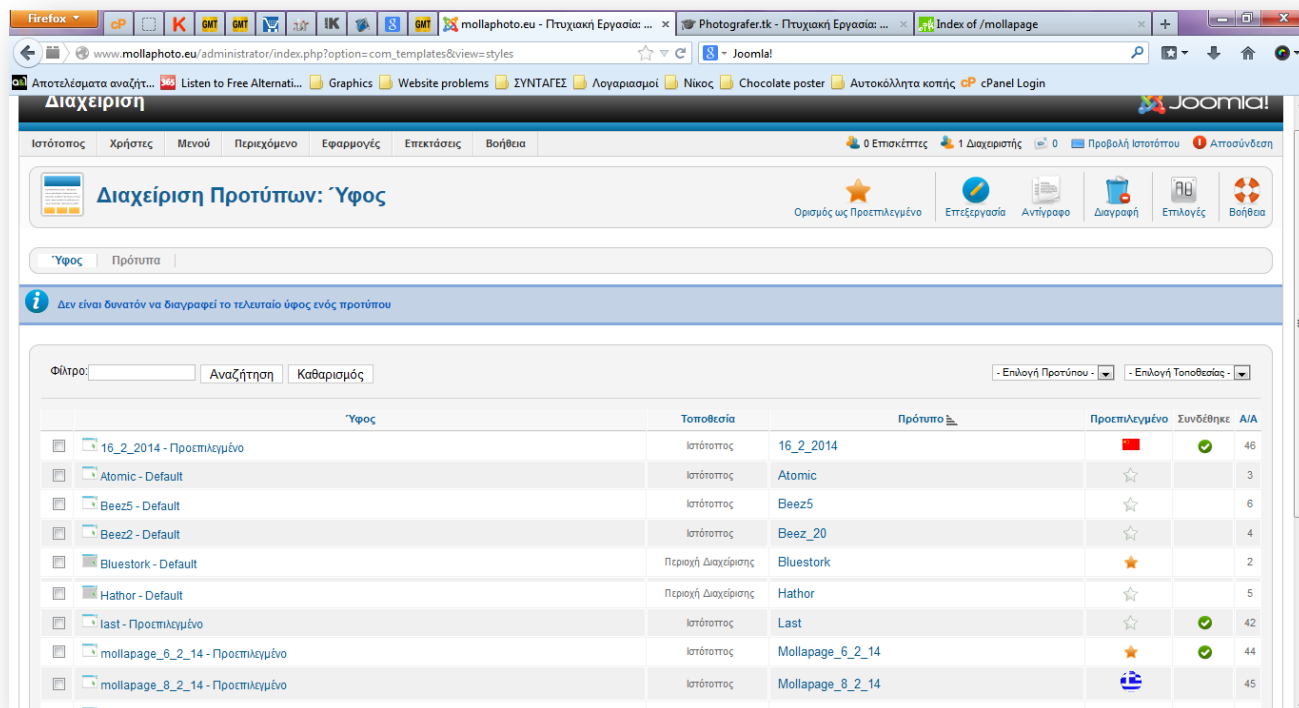 Firefox
cP K GMT GMT !K 8 GMT mollaphoto.eu - Πτυχιακή Εργασία: ... × Photografer.tk - Πτυχιακή Εργασία: ... × Index of /mollapage × +
www.mollaphoto.eu/administrator/index.php?option=com_templates&view=styles 8 Joomla!
Αποτελέσματα αναζήτ... Listen to Free Alternati... Graphics Website problems ΣΥΝΤΑΓΕΣ Λογαριασμοί Νίκος Chocolate poster Αυτοκόλλητα κοπής cP cPanel Login
Διαχείριση Joomla!
Ιστότοπος Χρήστες Μενού Περιεχόμενο Εφαρμογές Επεκτάσεις Βοήθεια 0 Επισκέπτες 1 Διαχειριστής 0 Προβολή Ιστοτόπου Αποσύνδεση
Διαχείριση Προτύπων: Ύφος
Ορισμός ως Προεπιλεγμένο Επεξεργασία Αντίγραφο Διαγραφή Επιλογές Βοήθεια
Ύφος Πρότυπα
Δεν είναι δυνατόν να διαγραφεί το τελευταίο ύφος ενός προτύπου
Φίλτρο: Αναζήτηση Καθαρισμός - Επιλογή Προτύπου - - Επιλογή Τοποθεσίας -
Ύφος Τοποθεσία Πρότυπο Προεπιλεγμένο Συνδέθηκε Α/Α
16_2_2014 - Προεπιλεγμένο Ιστότοπος 16_2_2014 46
Atomic - Default Ιστότοπος Atomic 3
Beez5 - Default Ιστότοπος Beez5 6
Beez2 - Default Ιστότοπος Beez_20 4
Bluestork - Default Περιοχή Διαχείρισης Bluestork 2
Hathor - Default Περιοχή Διαχείρισης Hathor 5
last - Προεπιλεγμένο Ιστότοπος Last 42
mollapage_6_2_14 - Προεπιλεγμένο Ιστότοπος Mollapage_6_2_14 44
mollapage_8_2_14 - Προεπιλεγμένο Ιστότοπος Mollapage_8_2_14 45